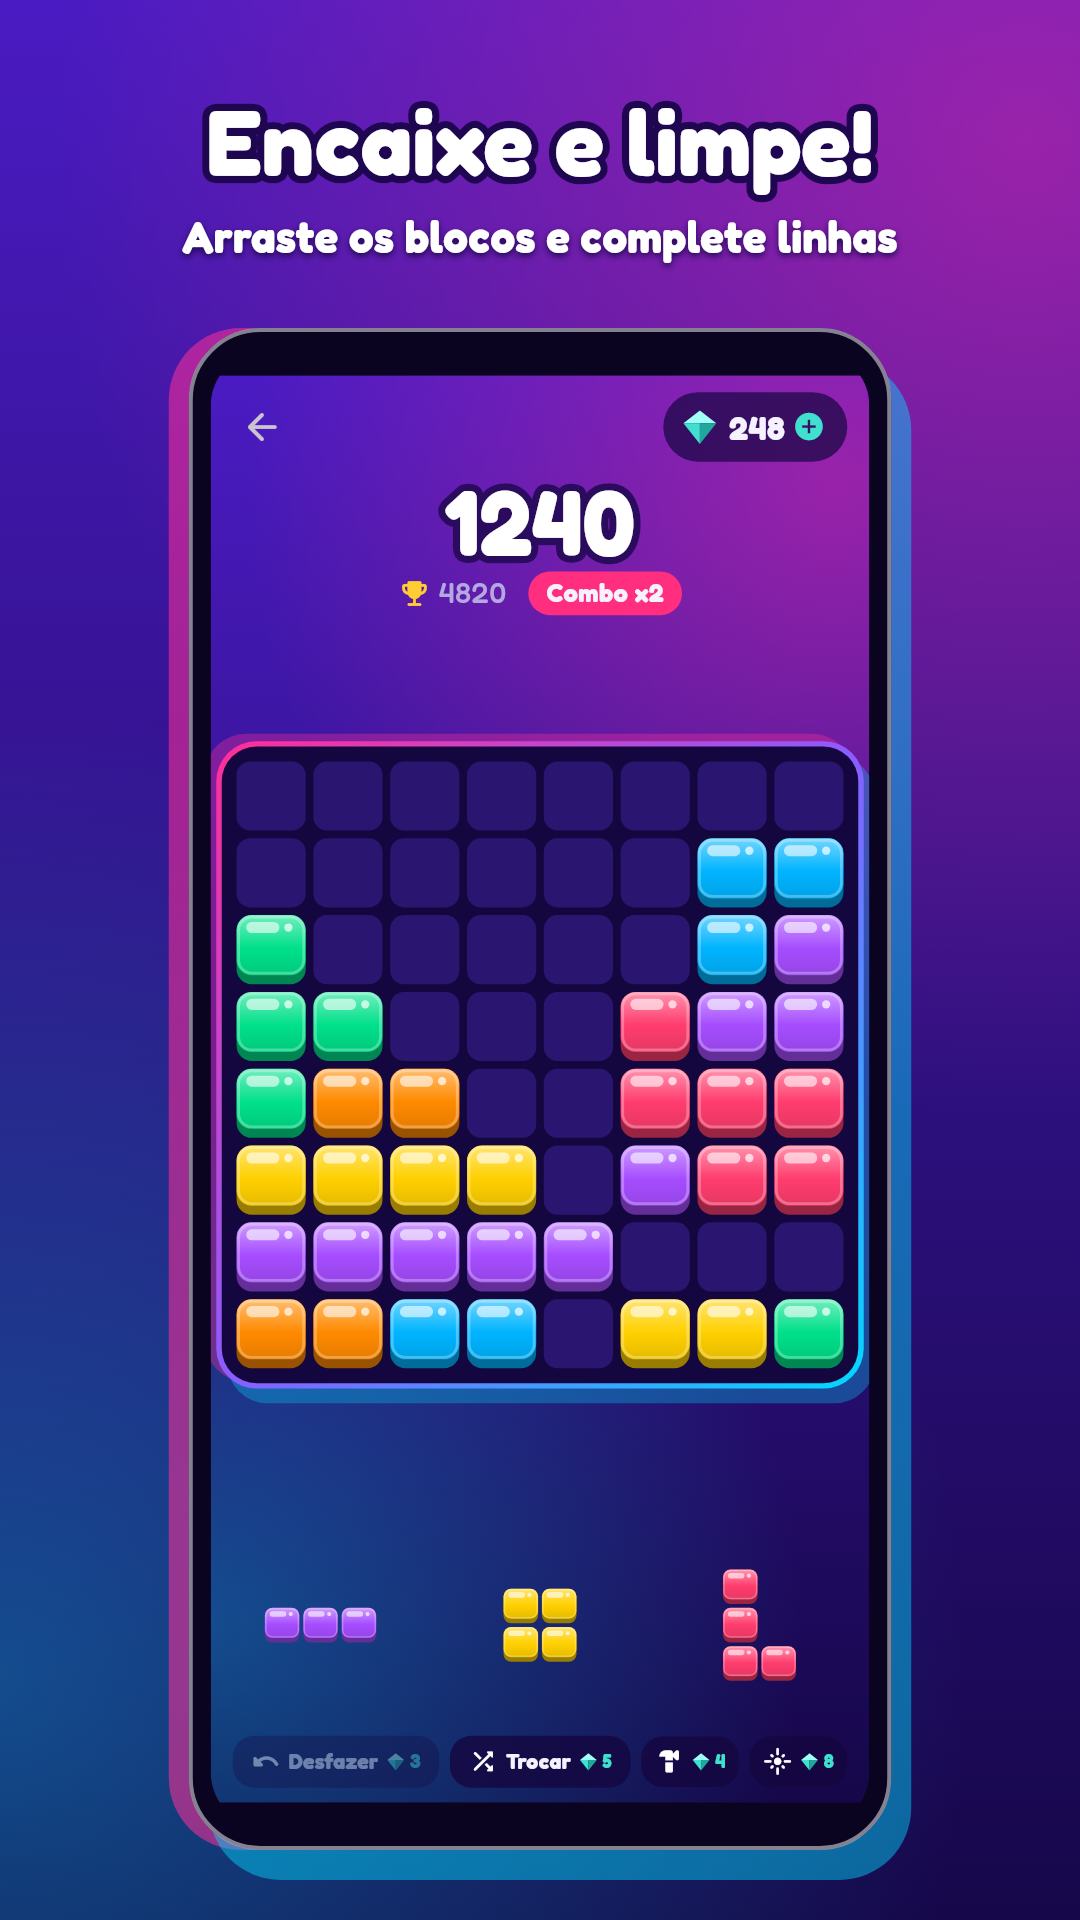 Encaixe e limpe!
Arraste os blocos e complete linhas
248
1240
4820 Combo x2
Desfazer 3 Trocar 5 4 8